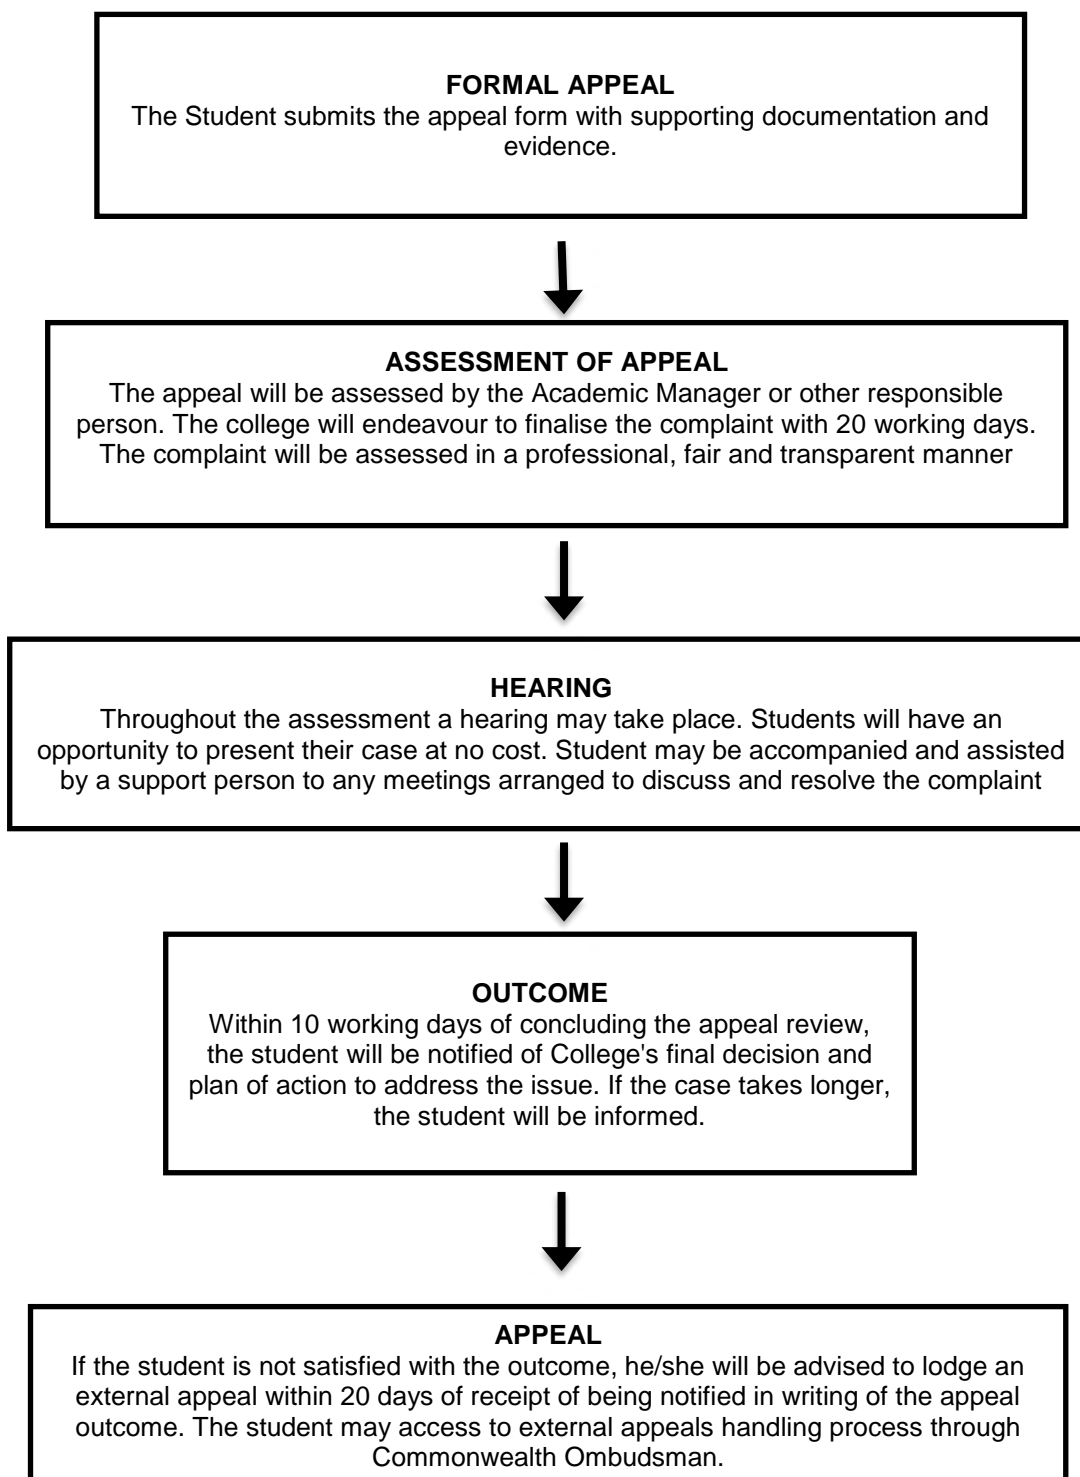 FORMAL APPEAL
The Student submits the appeal form with supporting documentation and
evidence.
ASSESSMENT OF APPEAL
The appeal will be assessed by the Academic Manager or other responsible
person. The college will endeavour to finalise the complaint with 20 working days.
The complaint will be assessed in a professional, fair and transparent manner
HEARING
Throughout the assessment a hearing may take place. Students will have an
opportunity to present their case at no cost. Student may be accompanied and assisted
by a support person to any meetings arranged to discuss and resolve the complaint
OUTCOME
Within 10 working days of concluding the appeal review,
the student will be notified of College's final decision and
plan of action to address the issue. If the case takes longer,
the student will be informed.
APPEAL
If the student is not satisfied with the outcome, he/she will be advised to lodge an
external appeal within 20 days of receipt of being notified in writing of the appeal
outcome. The student may access to external appeals handling process through
Commonwealth Ombudsman.